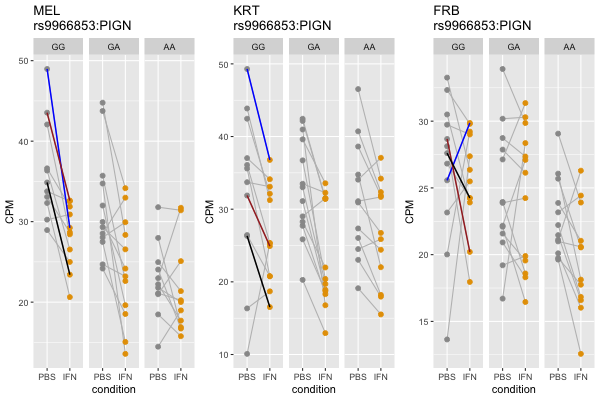 MEL
rs9966853:PIGN
GG GA AA
CPM
50
40
30
20
PBS IFN PBS IFN PBS IFN
condition
KRT
rs9966853:PIGN
GG GA AA
CPM
50
40
30
20
10
PBS IFN PBS IFN PBS IFN
condition
FRB
rs9966853:PIGN
GG GA AA
CPM
30
25
20
15
PBS IFN PBS IFN PBS IFN
condition